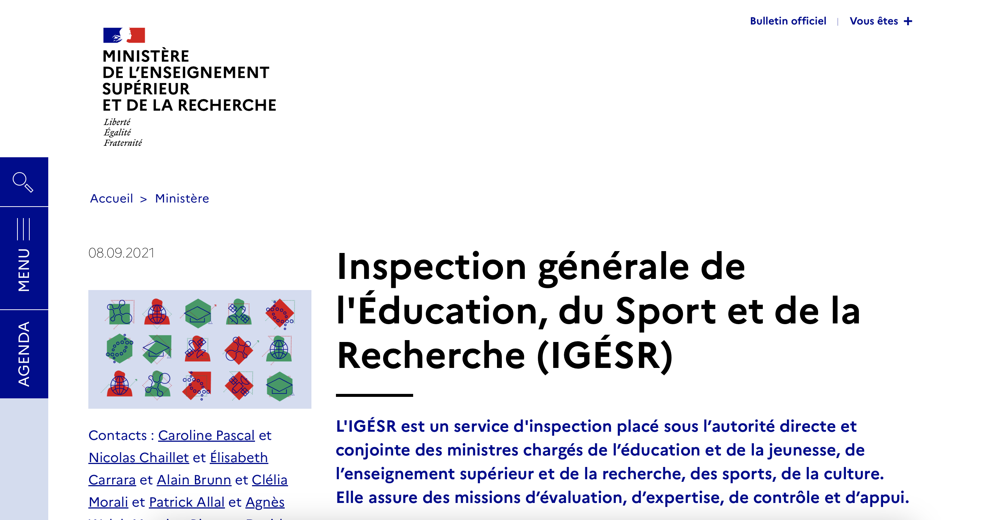 Bulletin officiel | Vous êtes +
MINISTÈRE
DE L’ENSEIGNEMENT
SUPÉRIEUR
ET DE LA RECHERCHE
Liberté
Égalité
Fraternité
Accueil > Ministère
MENU
AGENDA
08.09.2021
Contacts : Caroline Pascal et
Nicolas Chaillet et Élisabeth
Carrara et Alain Brunn et Clélia
Morali et Patrick Allal et Agnès
Inspection générale de
l'Éducation, du Sport et de la
Recherche (IGÉSR)
L'IGÉSR est un service d'inspection placé sous l’autorité directe et
conjointe des ministres chargés de l’éducation et de la jeunesse, de
l’enseignement supérieur et de la recherche, des sports, de la culture.
Elle assure des missions d’évaluation, d’expertise, de contrôle et d’appui.